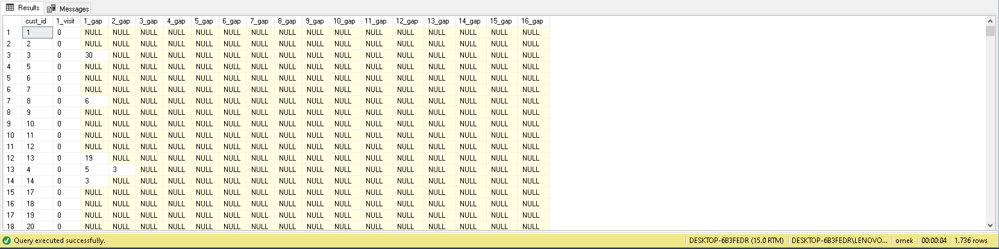 Results Messages
cust_id 1_visit 1_gap 2_gap 3_gap 4_gap 5_gap 6_gap 7_gap 8_gap 9_gap 10_gap 11_gap 12_gap 13_gap 14_gap 15_gap 16_gap
1 1 0 NULL NULL NULL NULL NULL NULL NULL NULL NULL NULL NULL NULL NULL NULL NULL NULL
2 2 0 NULL NULL NULL NULL NULL NULL NULL NULL NULL NULL NULL NULL NULL NULL NULL NULL
3 3 0 30 NULL NULL NULL NULL NULL NULL NULL NULL NULL NULL NULL NULL NULL NULL NULL
4 5 0 NULL NULL NULL NULL NULL NULL NULL NULL NULL NULL NULL NULL NULL NULL NULL NULL
5 6 0 NULL NULL NULL NULL NULL NULL NULL NULL NULL NULL NULL NULL NULL NULL NULL NULL
6 7 0 NULL NULL NULL NULL NULL NULL NULL NULL NULL NULL NULL NULL NULL NULL NULL NULL
7 8 0 6 NULL NULL NULL NULL NULL NULL NULL NULL NULL NULL NULL NULL NULL NULL NULL
8 9 0 NULL NULL NULL NULL NULL NULL NULL NULL NULL NULL NULL NULL NULL NULL NULL NULL
9 10 0 NULL NULL NULL NULL NULL NULL NULL NULL NULL NULL NULL NULL NULL NULL NULL NULL
10 11 0 NULL NULL NULL NULL NULL NULL NULL NULL NULL NULL NULL NULL NULL NULL NULL NULL
11 12 0 NULL NULL NULL NULL NULL NULL NULL NULL NULL NULL NULL NULL NULL NULL NULL NULL
12 13 0 19 NULL NULL NULL NULL NULL NULL NULL NULL NULL NULL NULL NULL NULL NULL NULL
13 4 0 5 3 NULL NULL NULL NULL NULL NULL NULL NULL NULL NULL NULL NULL NULL NULL
14 14 0 3 NULL NULL NULL NULL NULL NULL NULL NULL NULL NULL NULL NULL NULL NULL NULL
15 17 0 NULL NULL NULL NULL NULL NULL NULL NULL NULL NULL NULL NULL NULL NULL NULL NULL
16 18 0 NULL NULL NULL NULL NULL NULL NULL NULL NULL NULL NULL NULL NULL NULL NULL NULL
17 19 0 NULL NULL NULL NULL NULL NULL NULL NULL NULL NULL NULL NULL NULL NULL NULL NULL
18 20 0 NULL NULL NULL NULL NULL NULL NULL NULL NULL NULL NULL NULL NULL NULL NULL NULL
Query executed successfully. DESKTOP-6B3FEDR (15.0 RTM) DESKTOP-6B3FEDR\LENOVO... ornek 00:00:04 1.736 rows